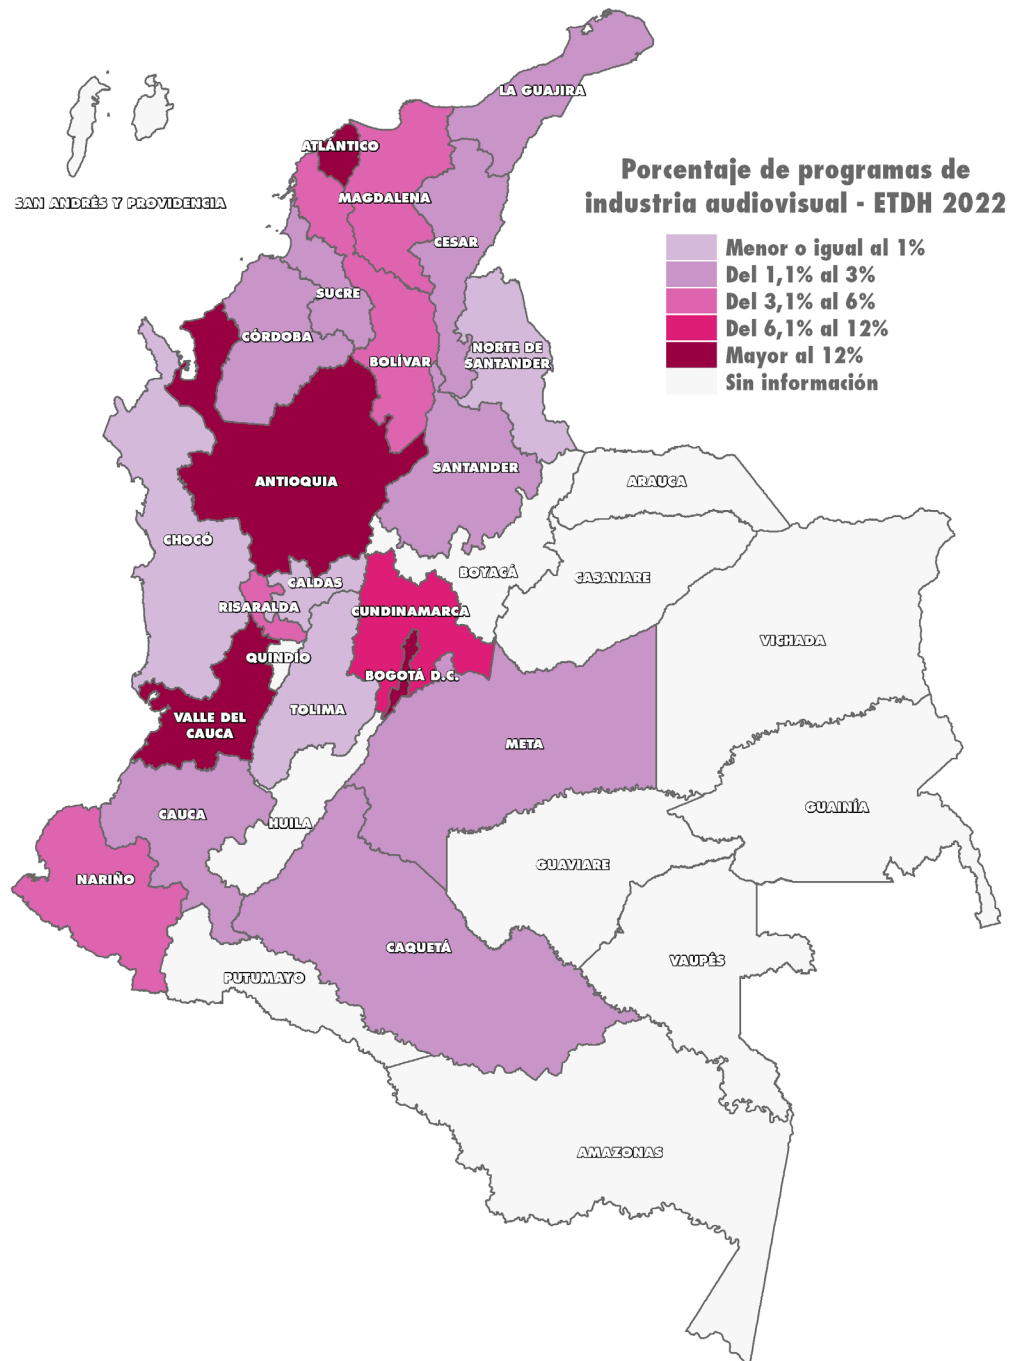 LA GUAJIRA
ATLÁNTICO
Porcentaje de programas de
industria audiovisual - ETDH 2022
MAGDALENA
SAN ANDRÉS Y PROVIDENCIA
CESAR
Menor o igual al 1%
Del 1,1% al 3%
Del 3,1% al 6%
Del 6,1% al 12%
Mayor al 12%
Sin información
SUCRE
CÓRDOBA
BOLÍVAR
NORTE DE
SANTANDER
SANTANDER
ANTIOQUIA
ARAUCA
CHOCÓ
BOYACÁ
CASANARE
CALDAS
RISARALDA
CUNDINAMARCA
VICHADA
QUINDÍO
BOGOTÁ D.C.
TOLIMA
VALLE DEL
CAUCA
META
CAUCA
HUILA
GUAINÍA
GUAVIARE
NARIÑO
CAQUETÁ
VAUPÉS
PUTUMAYO
AMAZONAS